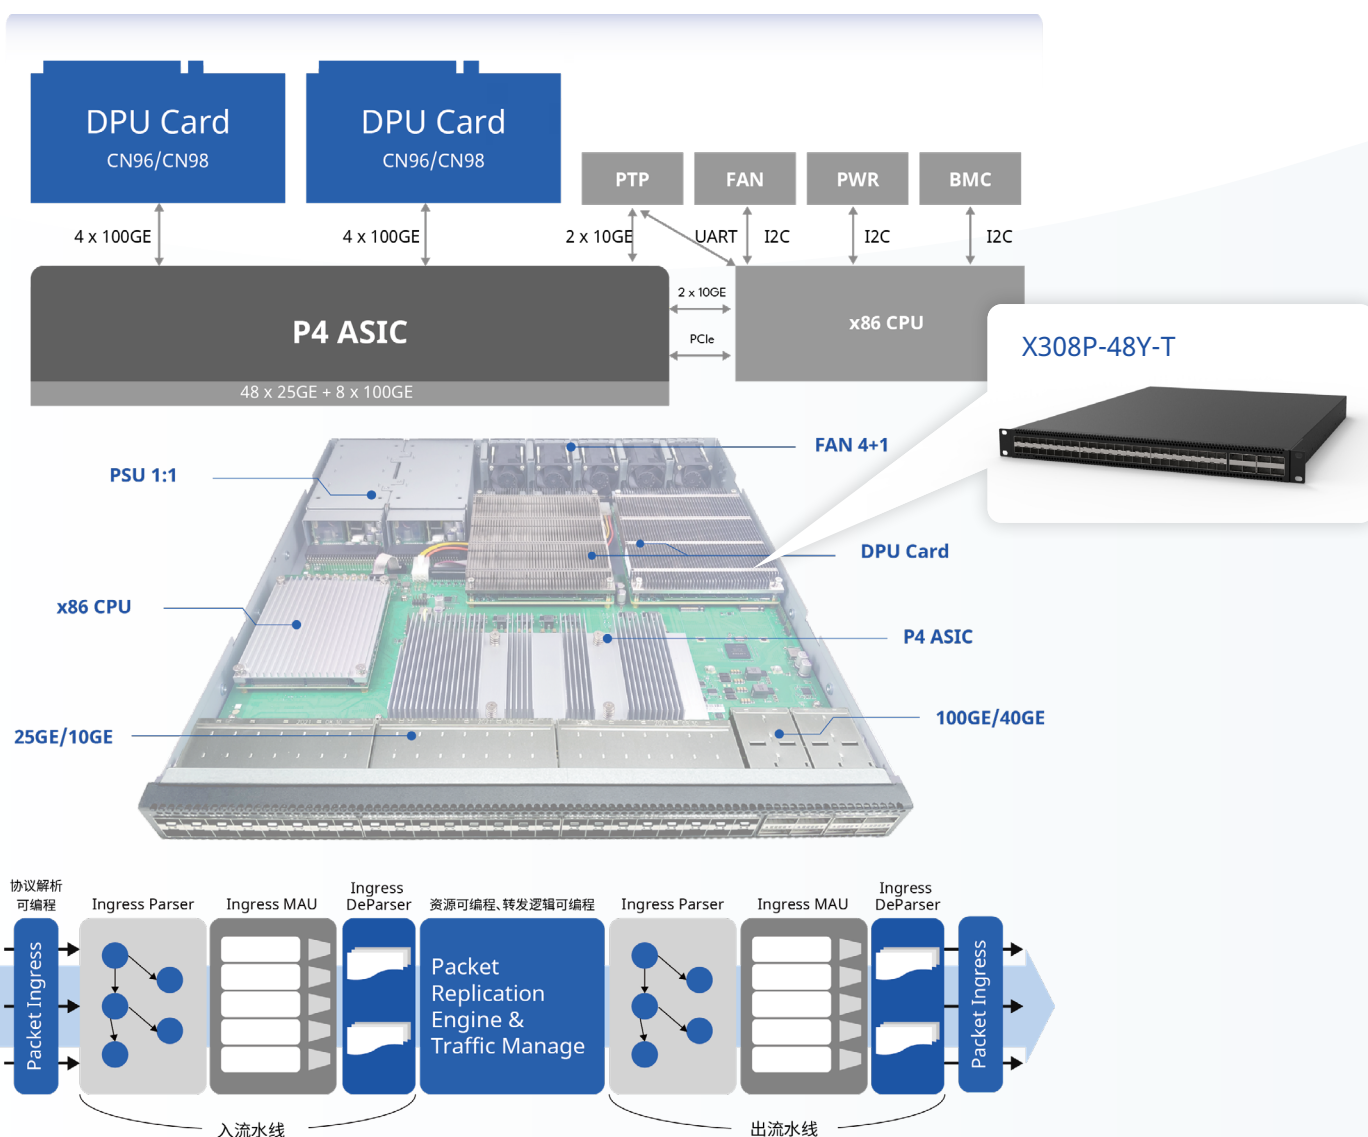 DPU Card
CN96/CN98
DPU Card
CN96/CN98
PTP
FAN
PWR
BMC
4 x 100GE
4 x 100GE
2 x 10GE
UART
I2C
I2C
I2C
P4 ASIC
2 x 10GE
PCIe
x86 CPU
48 x 25GE + 8 x 100GE
X308P-48Y-T
FAN 4+1
PSU 1:1
DPU Card
x86 CPU
P4 ASIC
100GE/40GE
25GE/10GE
协议解析
可编程
Ingress Parser
Ingress MAU
Ingress
DeParser
资源可编程、转发逻辑可编程
Ingress Parser
Ingress MAU
Ingress
DeParser
Packet Ingress
Packet
Replication
Engine &
Traffic Manage
Packet Ingress
入流水线
出流水线